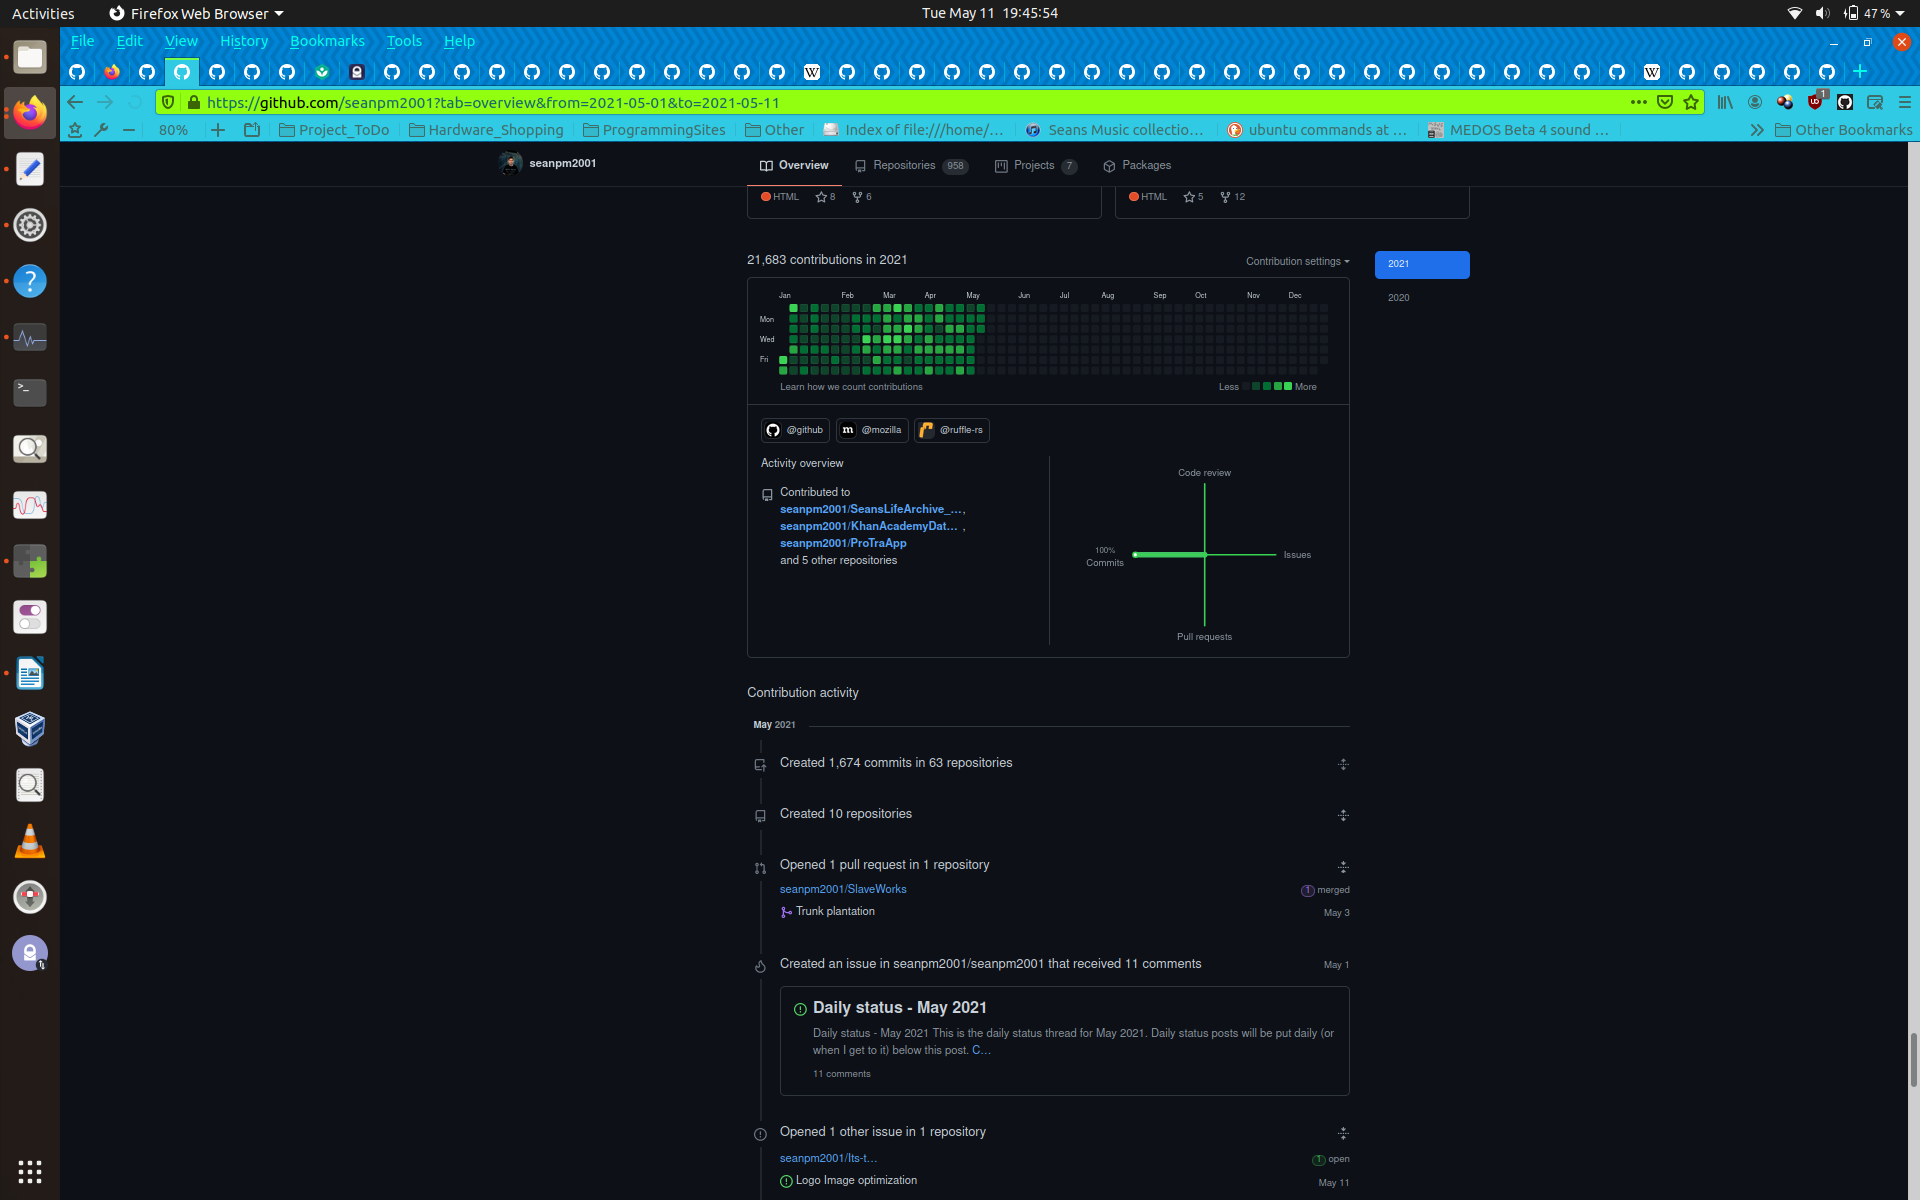 Activities
Firefox Web Browser
Tue May 11 19:45:54
47 %
File Edit View History Bookmarks Tools Help
https://github.com/seanpm2001?tab=overview&from=2021-05-01&to=2021-05-11
1
80%
Project_ToDo
Hardware_Shopping
ProgrammingSites
Other
Index of file:///home/...
Seans Music collectio...
ubuntu commands at ...
MEDOS Beta 4 sound ...
Other Bookmarks
seanpm2001
Overview
Repositories 958
Projects 7
Packages
HTML 8 6
HTML 5 12
21,683 contributions in 2021
Contribution settings
2021
2020
Jan Feb Mar Apr May Jun Jul Aug Sep Oct Nov Dec
Mon
Wed
Fri
Learn how we count contributions
Less More
@github
@mozilla
@ruffle-rs
Activity overview
Contributed to
seanpm2001/SeansLifeArchive_...,
seanpm2001/KhanAcademyDat... ,
seanpm2001/ProTraApp
and 5 other repositories
Code review
100%
Commits
Issues
Pull requests
Contribution activity
May 2021
Created 1,674 commits in 63 repositories
Created 10 repositories
Opened 1 pull request in 1 repository
seanpm2001/SlaveWorks
1 merged
Trunk plantation
May 3
Created an issue in seanpm2001/seanpm2001 that received 11 comments
May 1
Daily status - May 2021
Daily status - May 2021 This is the daily status thread for May 2021. Daily status posts will be put daily (or
when I get to it) below this post. C...
11 comments
Opened 1 other issue in 1 repository
seanpm2001/Its-t...
1 open
Logo Image optimization
May 11